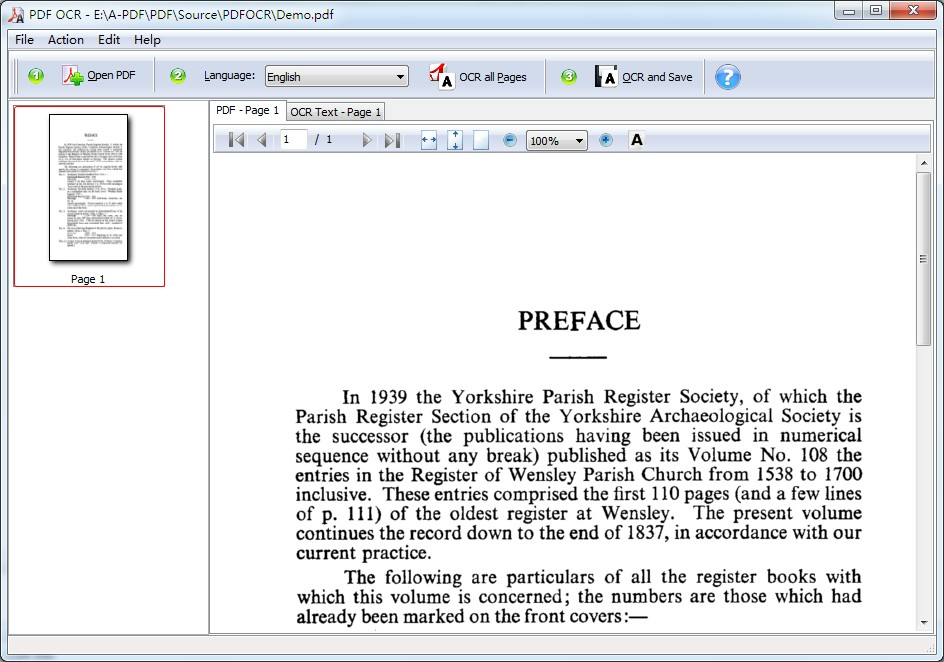 PDF OCR - E:\A-PDF\PDF\Source\PDFOCR\Demo.pdf
File Action Edit Help
1 Open PDF 2 Language: English A OCR all Pages 3 A OCR and Save ?
PDF - Page 1 OCR Text - Page 1
1 / 1 100% A
PREFACE
Page 1
PREFACE
In 1939 the Yorkshire Parish Register Society, of which the
Parish Register Section of the Yorkshire Archaeological Society is
the successor (the publications having been issued in numerical
sequence without any break) published as its Volume No. 108 the
entries in the Register of Wensley Parish Church from 1538 to 1700
inclusive. These entries comprised the first 110 pages (and a few lines
of p. 111) of the oldest register at Wensley. The present volume
continues the record down to the end of 1837, in accordance with our
current practice.
The following are particulars of all the register books with
which this volume is concerned; the numbers are those which had
already been marked on the front covers:—